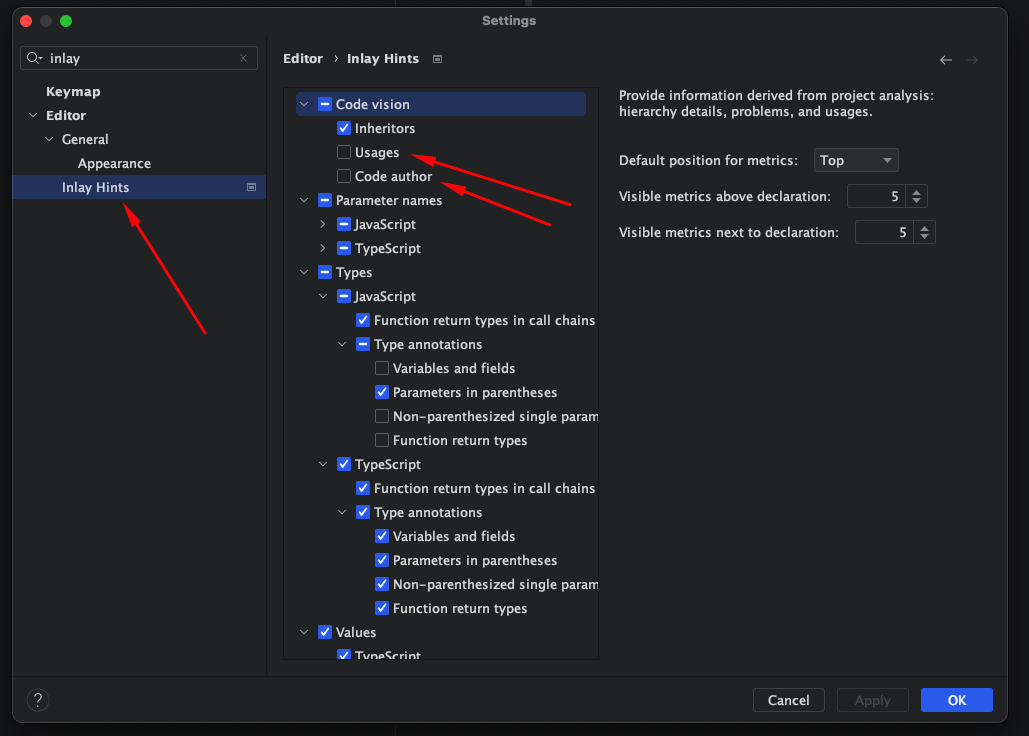 Settings
inlay
Keymap
Editor
General
Appearance
Inlay Hints
Editor › Inlay Hints
Code vision
Inheritors
Usages
Code author
Parameter names
JavaScript
TypeScript
Types
JavaScript
Function return types in call chains
Type annotations
Variables and fields
Parameters in parentheses
Non-parenthesized single param
Function return types
TypeScript
Function return types in call chains
Type annotations
Variables and fields
Parameters in parentheses
Non-parenthesized single param
Function return types
Values
TypeScript
Provide information derived from project analysis:
hierarchy details, problems, and usages.
Default position for metrics: Top
Visible metrics above declaration: 5
Visible metrics next to declaration: 5
?
Cancel
Apply
OK